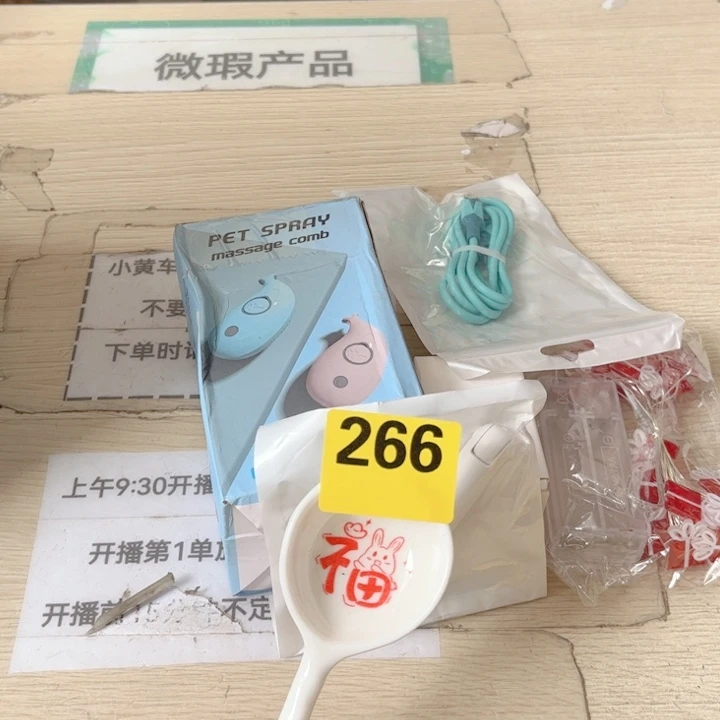 微瑕产品
PET SPRAY
massage comb
小黄车
不要
下单时
266
福
上午9:30开播
开播第1单
开播
不定